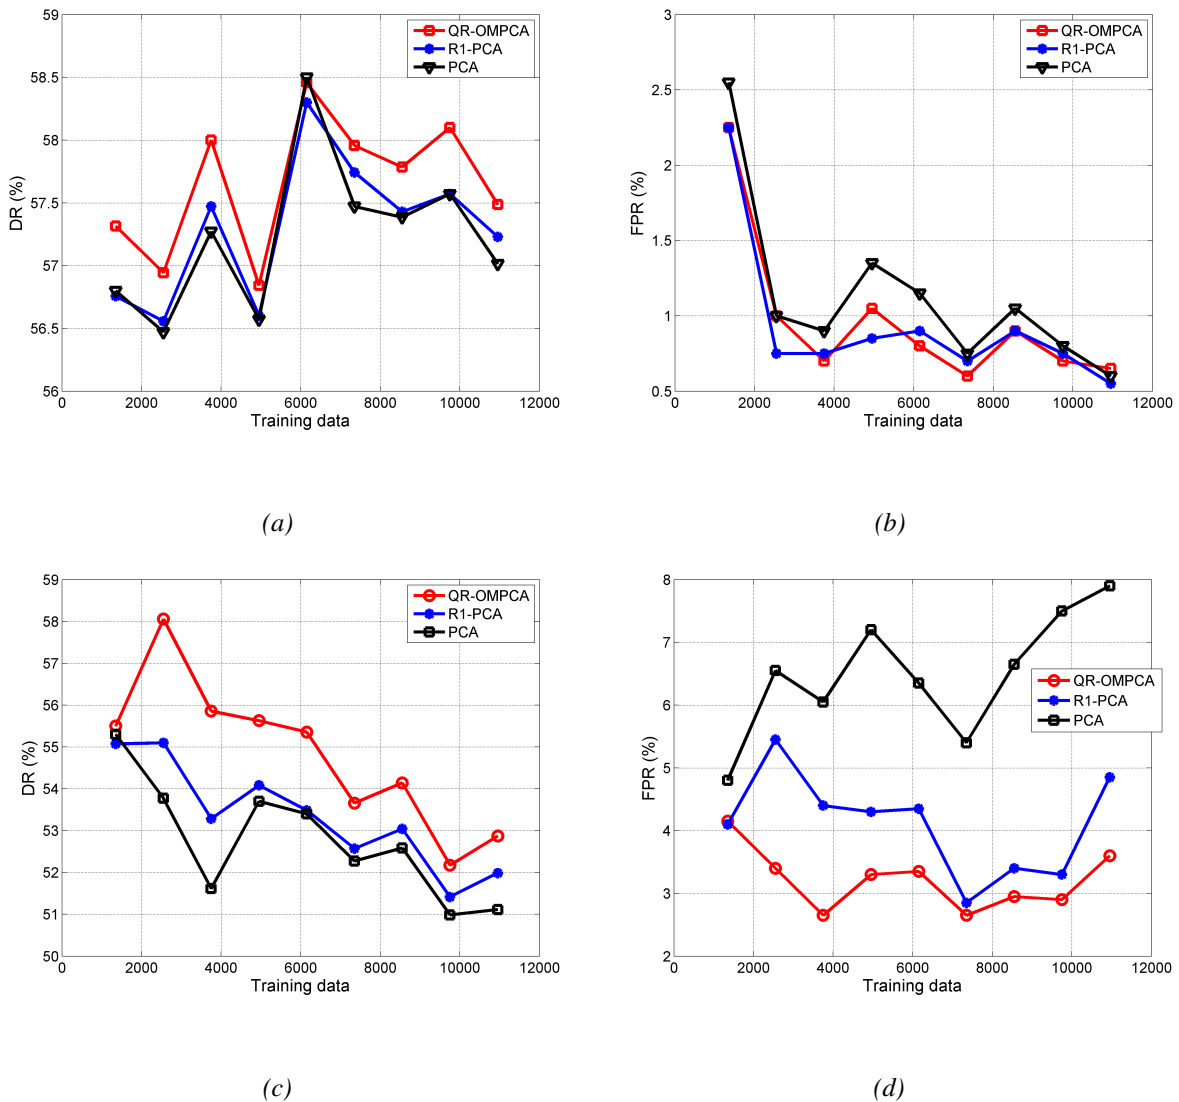 59
58.5
58
57.5
57
56.5
56
DR (%)
0 2000 4000 6000 8000 10000 12000
Training data
QR-OMPCA
R1-PCA
PCA
(a)
3
2.5
2
1.5
1
0.5
FPR (%)
0 2000 4000 6000 8000 10000 12000
Training data
QR-OMPCA
R1-PCA
PCA
(b)
59
58
57
56
55
54
53
52
51
50
DR (%)
0 2000 4000 6000 8000 10000 12000
Training data
QR-OMPCA
R1-PCA
PCA
(c)
8
7
6
5
4
3
2
FPR (%)
0 2000 4000 6000 8000 10000 12000
Training data
QR-OMPCA
R1-PCA
PCA
(d)